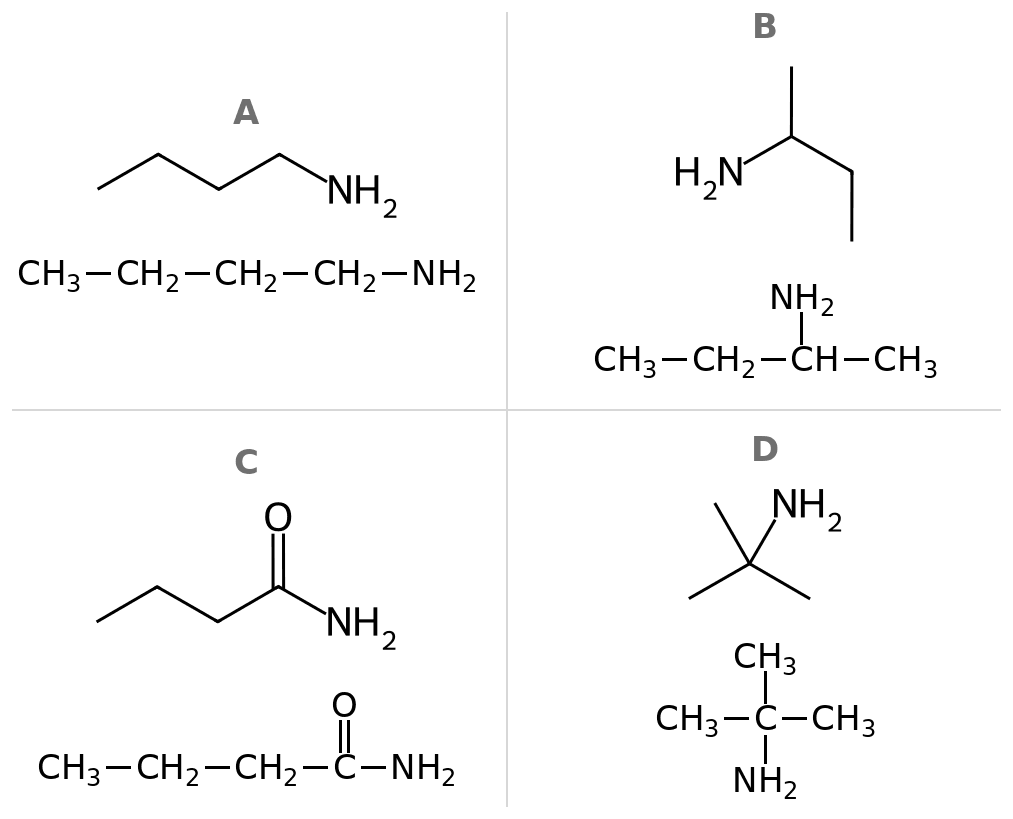 A
NH2
CH3—CH2—CH2—CH2—NH2
B
H2N
NH2
CH3—CH2—CH—CH3
C
O
NH2
O
CH3—CH2—CH2—C—NH2
D
NH2
CH3
CH3—C—CH3
NH2